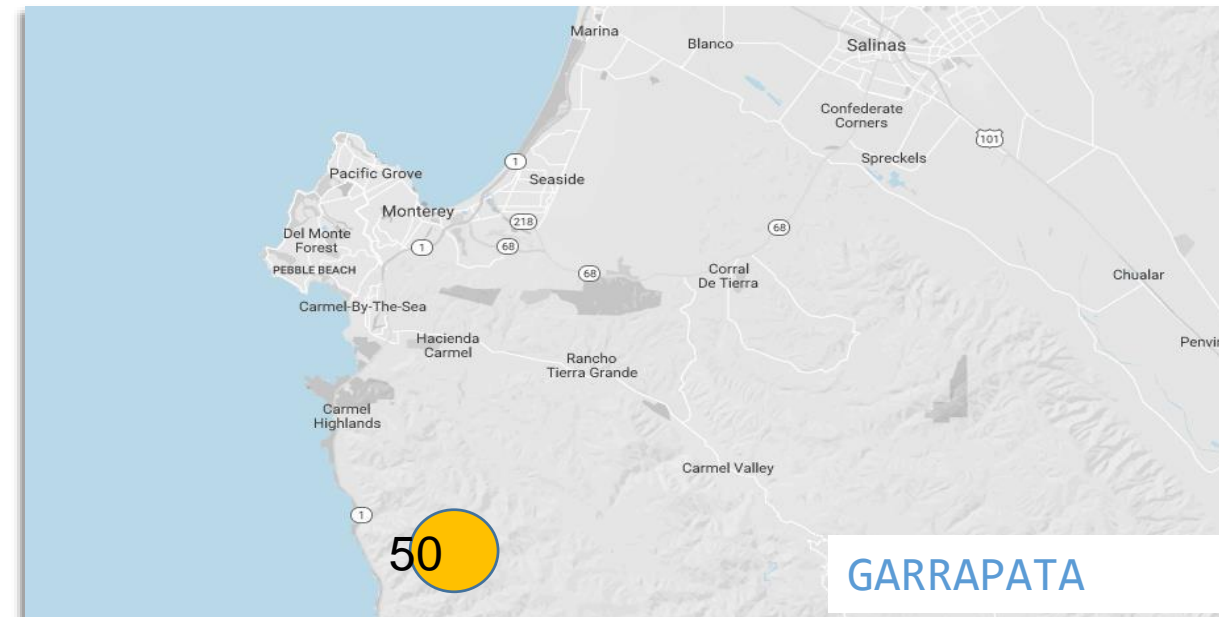 Marina
Blanco
Salinas
Confederate
Corners
101
Spreckels
1
Pacific Grove
Seaside
Monterey
218
Del Monte
Forest
1
68
68
PEBBLE BEACH
68
Corral
De Tierra
Chualar
Carmel-By-The-Sea
Hacienda
Carmel
Rancho
Tierra Grande
Penvir
Carmel
Highlands
Carmel Valley
1
50
GARRAPATA